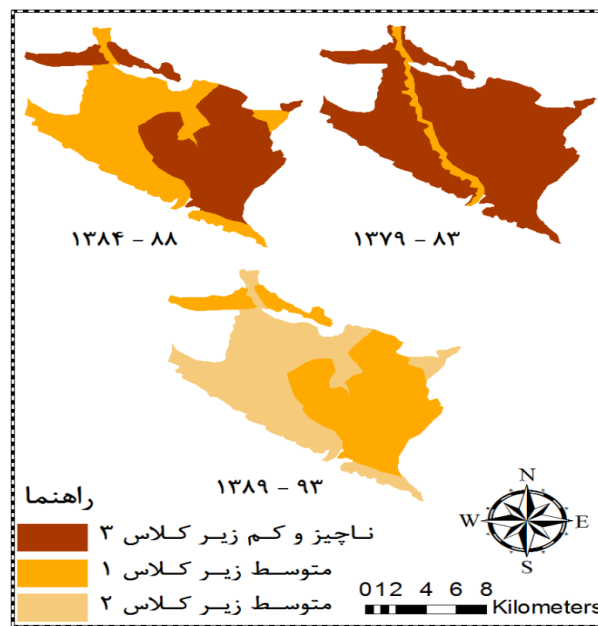 ۱۳۷۹ - ۸۳
۱۳۸۴ - ۸۸
۱۳۸۹ - ۹۳
راهنما
ناچیز و کم زیر کلاس ۳
متوسط زیر کلاس ۱
متوسط زیر کلاس ۲
N
W E
S
0 1 2 4 6 8
Kilometers